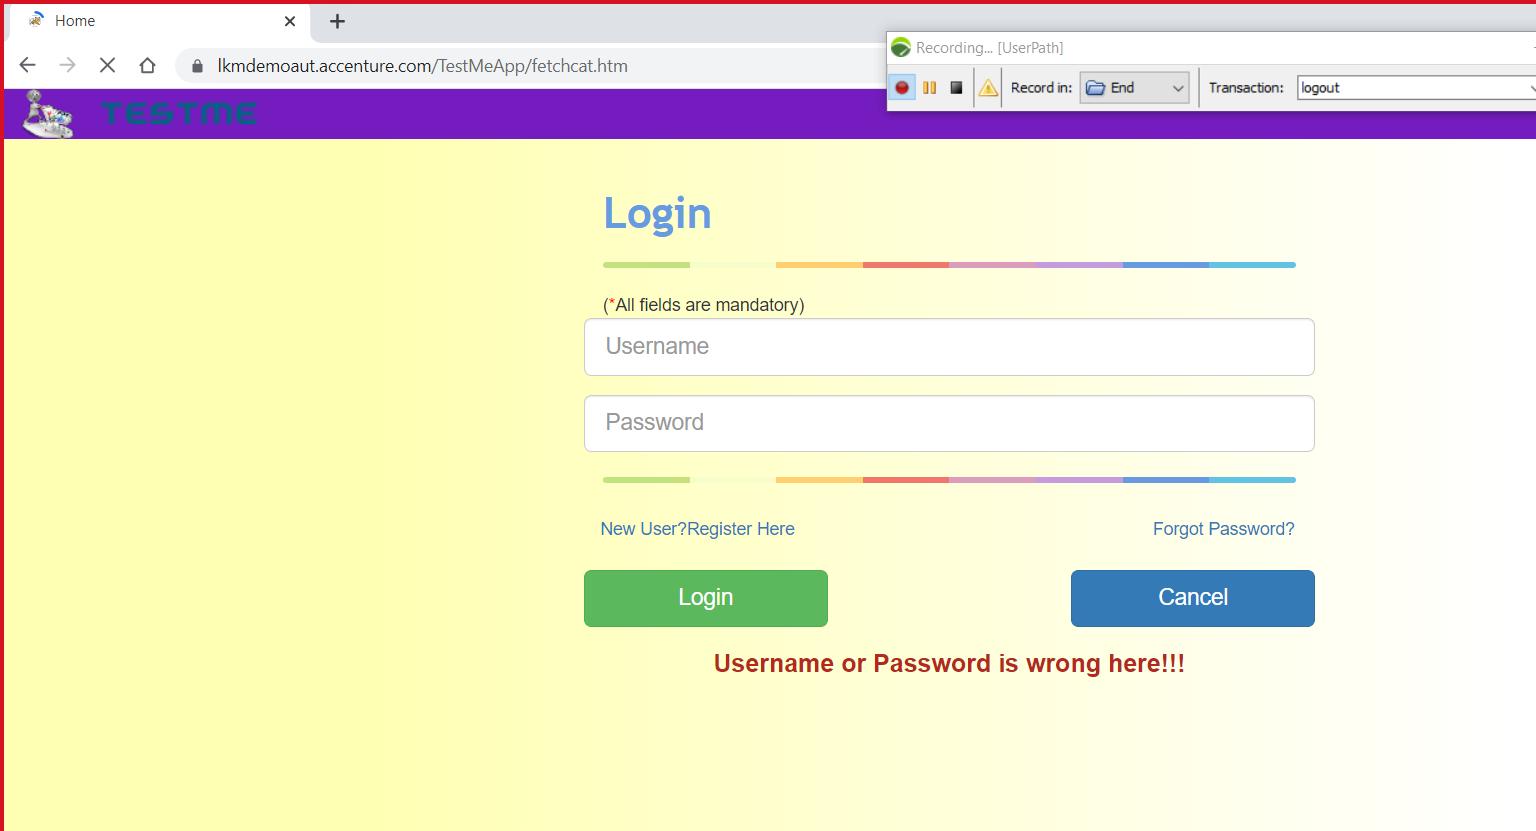 Home
Recording... [UserPath]
lkmdemoaut.accenture.com/TestMeApp/fetchcat.htm
Record in: End Transaction: logout
TESTME
Login
(*All fields are mandatory)
Username
Password
New User?Register Here Forgot Password?
Login Cancel
Username or Password is wrong here!!!